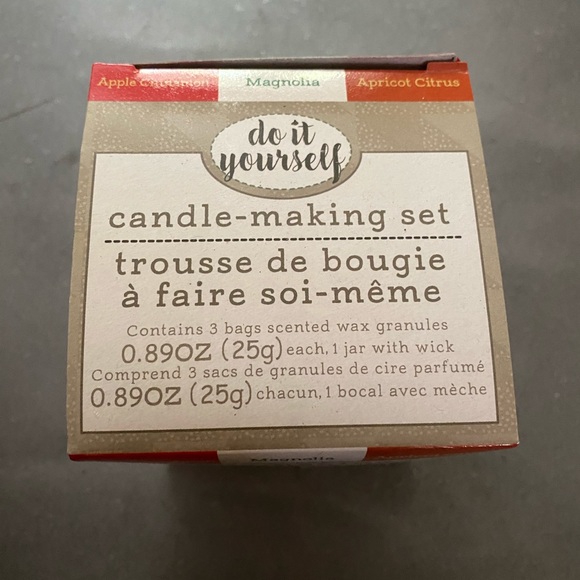 Apple Cinnamon Magnolia Apricot Citrus
do it
yourself
candle-making set
trousse de bougie
à faire soi-même
Contains 3 bags scented wax granules
0.89OZ (25g) each, 1 jar with wick
Comprend 3 sacs de granules de cire parfumé
0.89OZ (25g) chacun, 1 bocal avec mèche
Magnolia